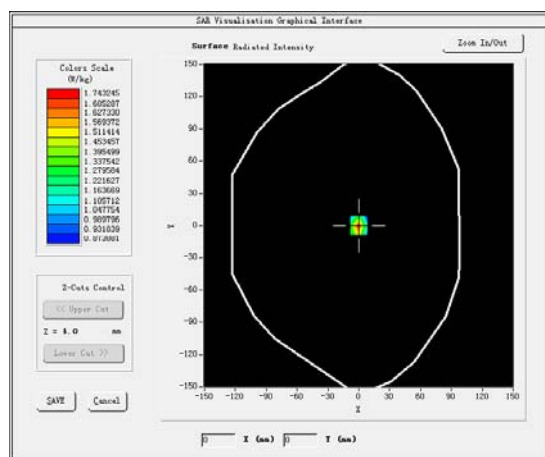 SAR Visualisation Graphical Interface
Surface Radiated Intensity
Zoom In/Out
Colors Scale
(W/kg)
1.743245
1.685287
1.627330
1.569372
1.511414
1.453457
1.395499
1.337542
1.279584
1.221627
1.163669
1.105712
1.047754
0.989796
0.931839
0.873881
150
120
90
60
30
0
-30
-60
-90
-120
-150
Y
-150 -120 -90 -60 -30 0 30 60 90 120 150
X
Z-Cuts Control
<< Upper Cut
Z = 4.0 mm
Lower Cut >>
SAVE Cancel
0 X (mm) 0 Y (mm)